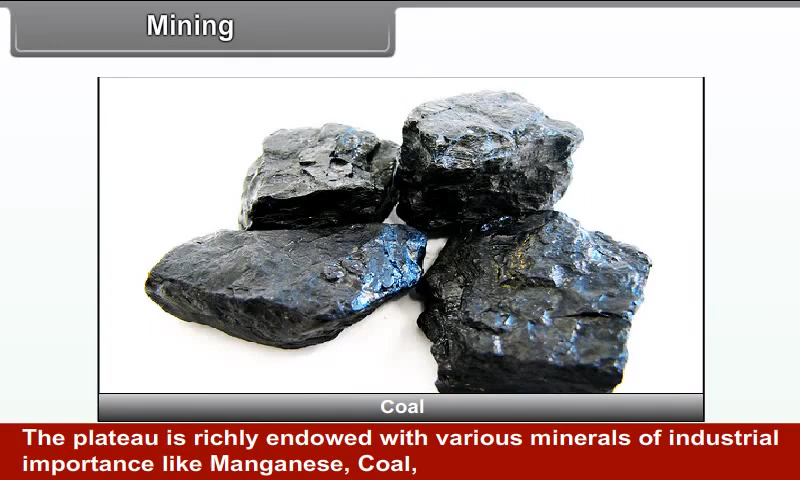 Mining
Coal
The plateau is richly endowed with various minerals of industrial
importance like Manganese, Coal,